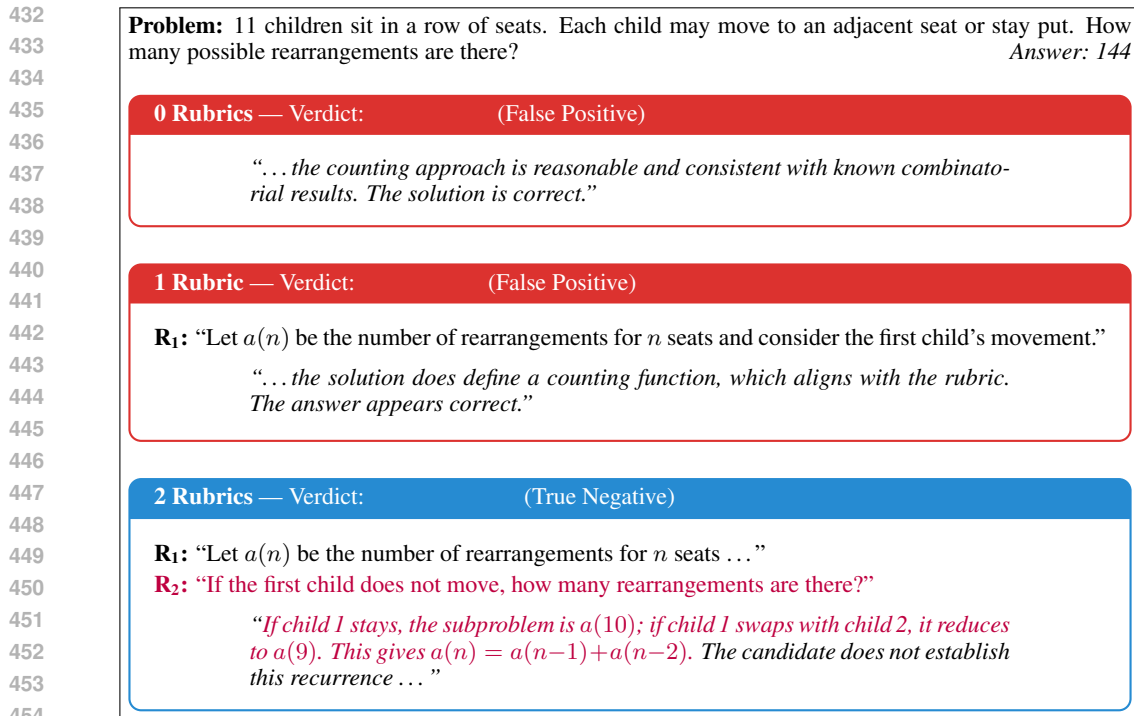 432
433
434
435
436
437
438
439
440
441
442
443
444
445
446
447
448
449
450
451
452
453
454
Problem: 11 children sit in a row of seats. Each child may move to an adjacent seat or stay put. How
many possible rearrangements are there? Answer: 144
0 Rubrics — Verdict: (False Positive)
“. . . the counting approach is reasonable and consistent with known combinato-
rial results. The solution is correct.”
1 Rubric — Verdict: (False Positive)
R₁: “Let a(n) be the number of rearrangements for n seats and consider the first child’s movement.”
“. . . the solution does define a counting function, which aligns with the rubric.
The answer appears correct.”
2 Rubrics — Verdict: (True Negative)
R₁: “Let a(n) be the number of rearrangements for n seats . . . ”
R₂: “If the first child does not move, how many rearrangements are there?”
“If child 1 stays, the subproblem is a(10); if child 1 swaps with child 2, it reduces
to a(9). This gives a(n) = a(n−1)+a(n−2). The candidate does not establish
this recurrence . . . ”